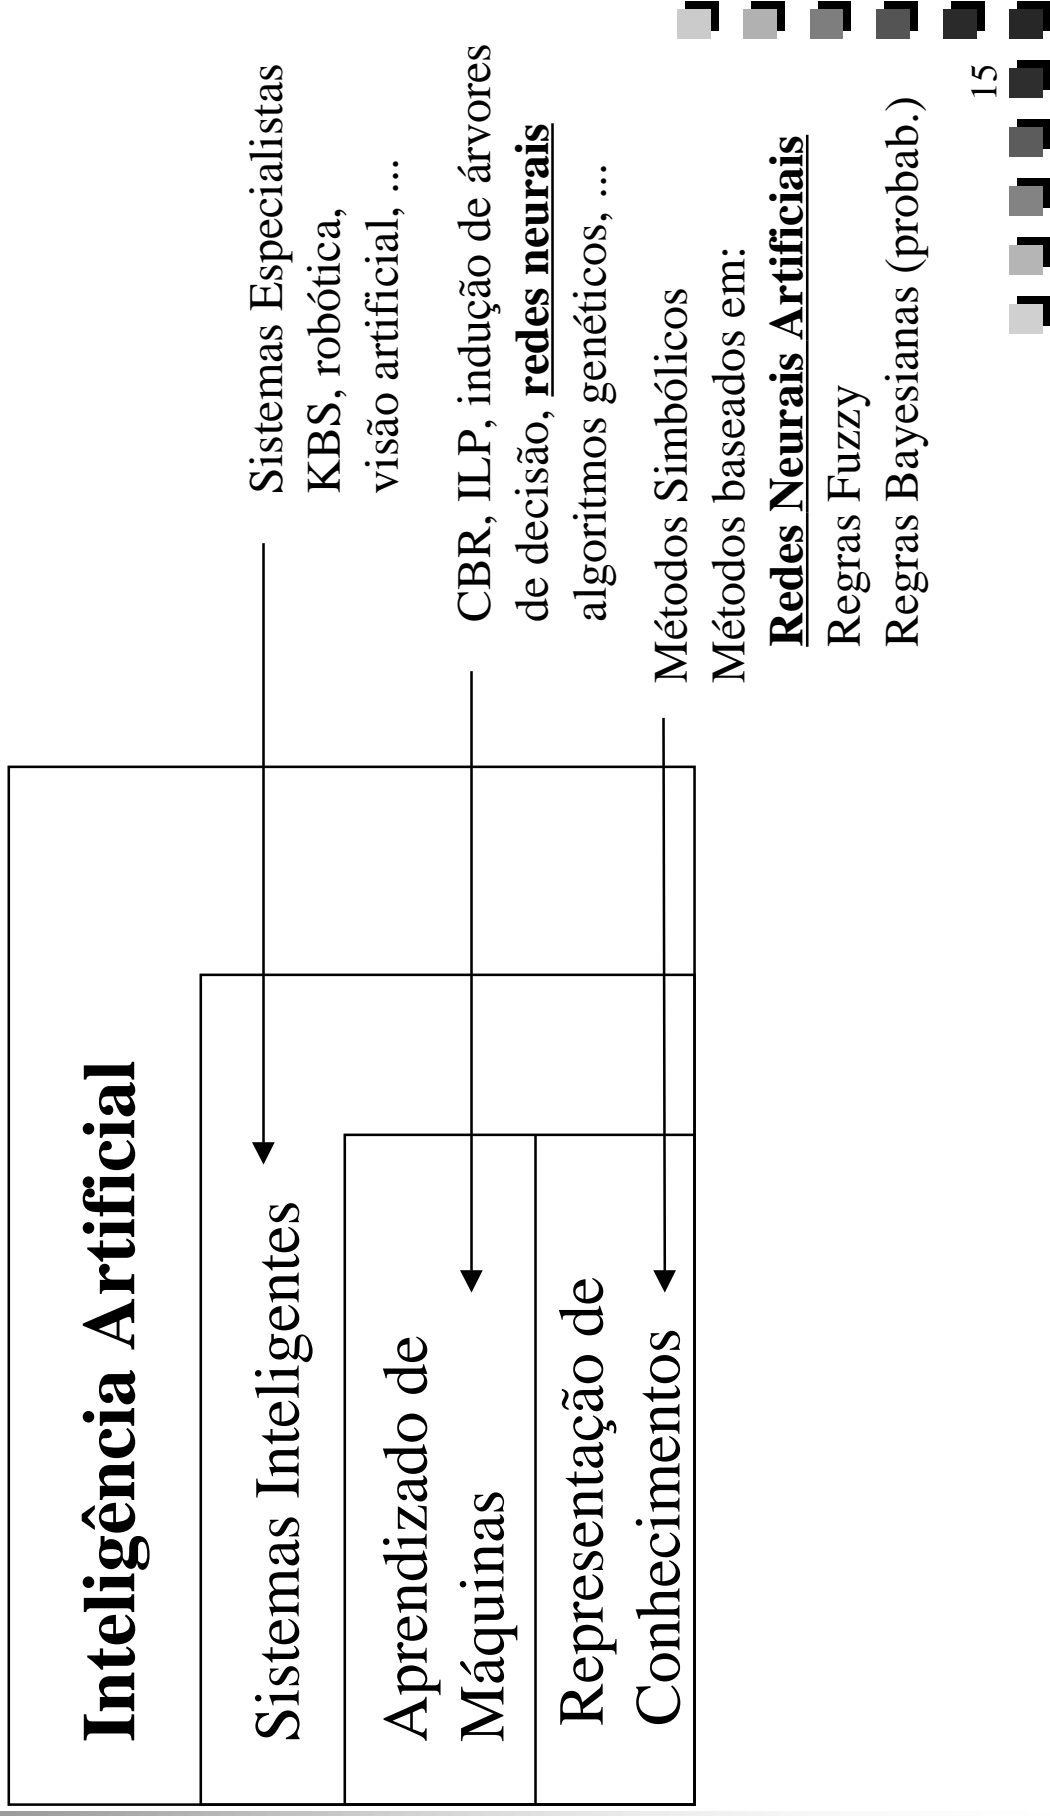 Inteligência Artificial
Sistemas Inteligentes
Aprendizado de
Máquinas
Representação de
Conhecimentos
Sistemas Especialistas
KBS, robótica,
visão artificial, ...
CBR, ILP, indução de árvores
de decisão, redes neurais
algoritmos genéticos, ...
Métodos Simbólicos
Métodos baseados em:
Redes Neurais Artificiais
Regras Fuzzy
Regras Bayesianas (probab.)
15